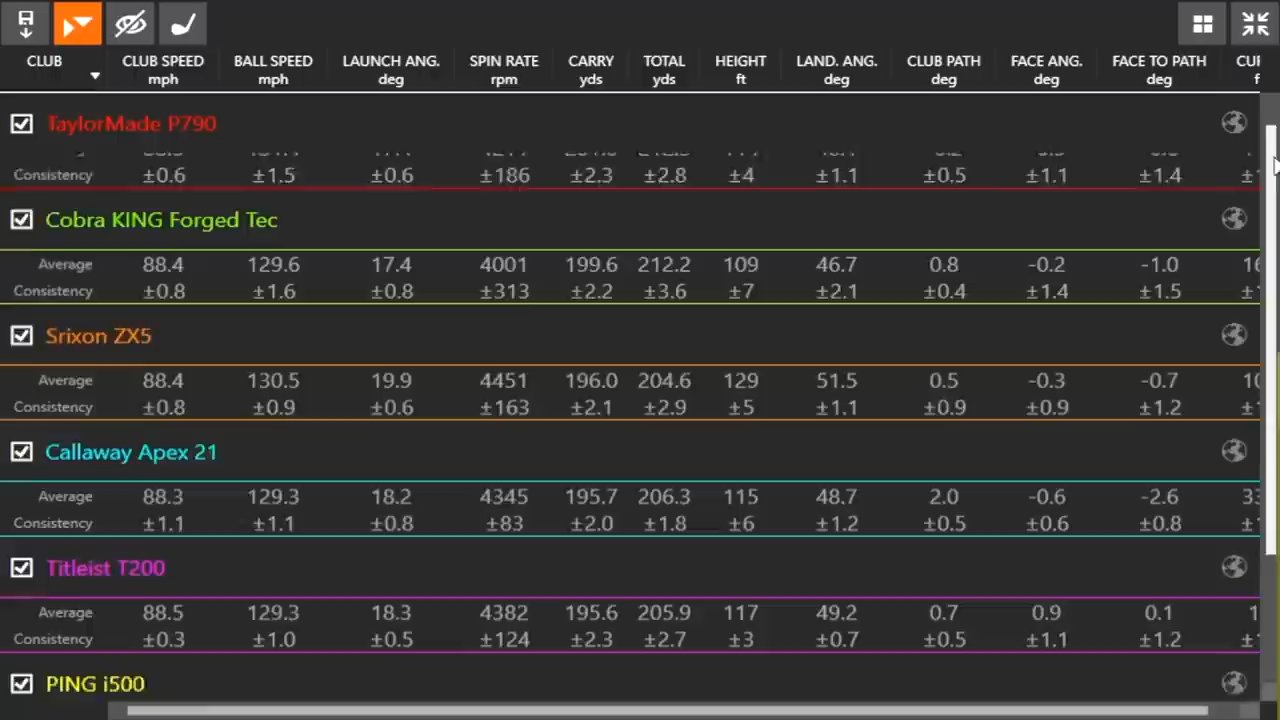 CLUB CLUB SPEED BALL SPEED LAUNCH ANG. SPIN RATE CARRY TOTAL HEIGHT LAND. ANG. CLUB PATH FACE ANG. FACE TO PATH
mph mph deg rpm yds yds ft deg deg deg deg
TaylorMade P790
Consistency ±0.6 ±1.5 ±0.6 ±186 ±2.3 ±2.8 ±4 ±1.1 ±0.5 ±1.1 ±1.4
Cobra KING Forged Tec
Average 88.4 129.6 17.4 4001 199.6 212.2 109 46.7 0.8 -0.2 -1.0
Consistency ±0.8 ±1.6 ±0.8 ±313 ±2.2 ±3.6 ±7 ±2.1 ±0.4 ±1.4 ±1.5
Srixon ZX5
Average 88.4 130.5 19.9 4451 196.0 204.6 129 51.5 0.5 -0.3 -0.7
Consistency ±0.8 ±0.9 ±0.6 ±163 ±2.1 ±2.9 ±5 ±1.1 ±0.9 ±0.9 ±1.2
Callaway Apex 21
Average 88.3 129.3 18.2 4345 195.7 206.3 115 48.7 2.0 -0.6 -2.6
Consistency ±1.1 ±1.1 ±0.8 ±83 ±2.0 ±1.8 ±6 ±1.2 ±0.5 ±0.6 ±0.8
Titleist T200
Average 88.5 129.3 18.3 4382 195.6 205.9 117 49.2 0.7 0.9 0.1
Consistency ±0.3 ±1.0 ±0.5 ±124 ±2.3 ±2.7 ±3 ±0.7 ±0.5 ±1.1 ±1.2
PING i500